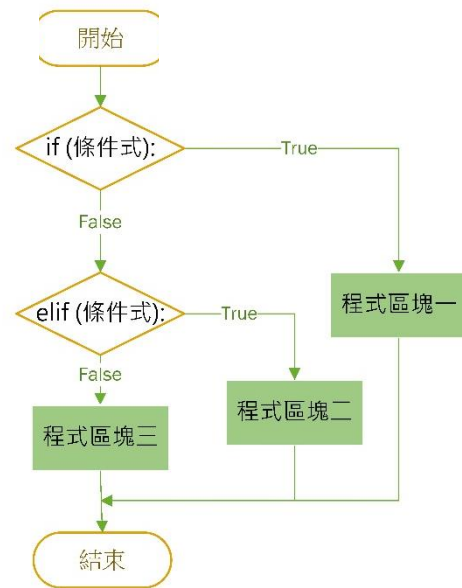 開始
if (條件式):
True
False
elif (條件式):
True
程式區塊一
False
程式區塊二
程式區塊三
結束